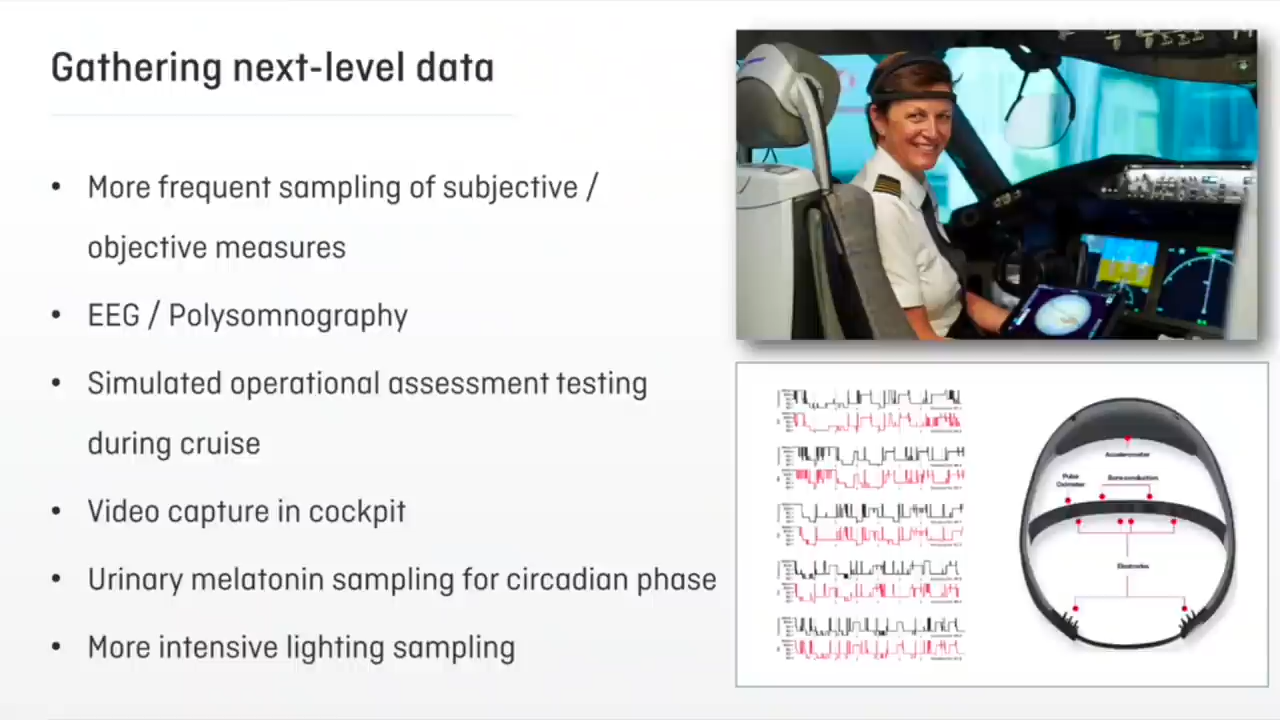 Gathering next-level data
• More frequent sampling of subjective /
objective measures
• EEG / Polysomnography
• Simulated operational assessment testing
during cruise
• Video capture in cockpit
• Urinary melatonin sampling for circadian phase
• More intensive lighting sampling
Accelerometer
Pulse
Oximeter
Bone conduction
Electrodes